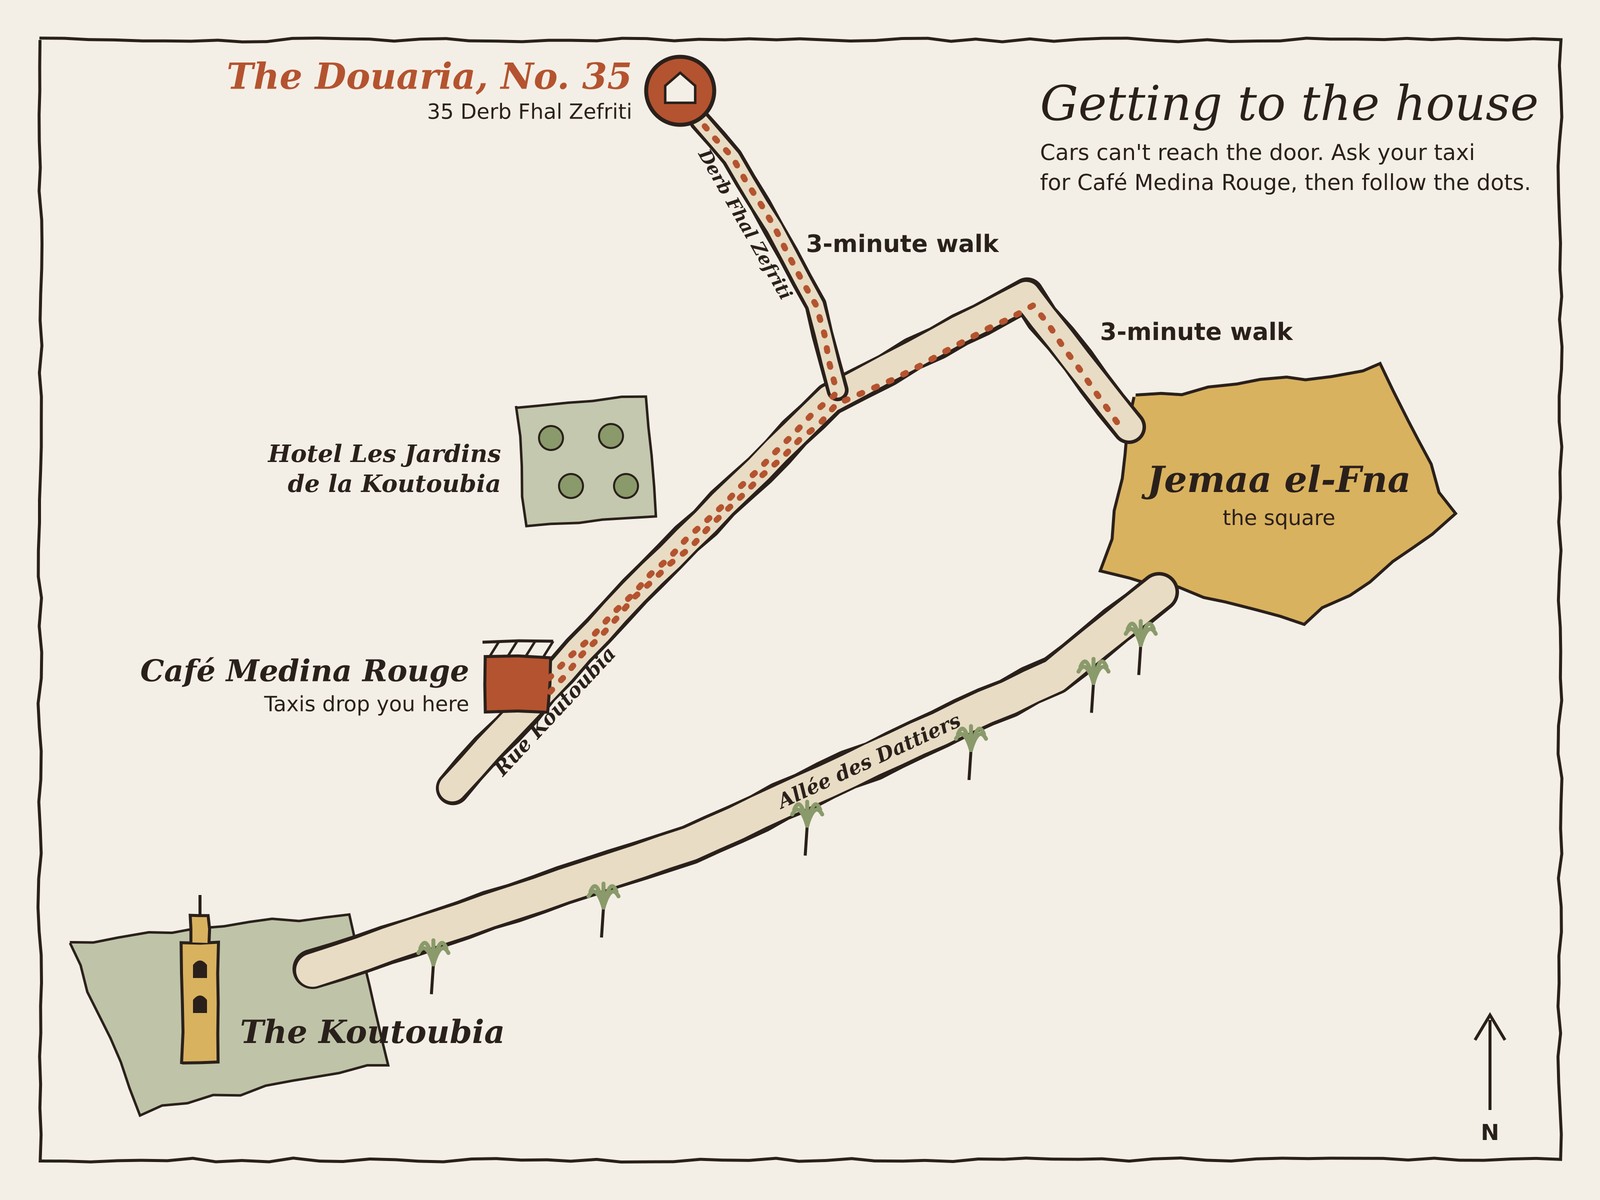 The Douaria, No. 35
35 Derb Fhal Zefriti
Getting to the house
Cars can't reach the door. Ask your taxi
for Café Medina Rouge, then follow the dots.
Derb Fhal Zefriti
3-minute walk
3-minute walk
Hotel Les Jardins
de la Koutoubia
Jemaa el-Fna
the square
Café Medina Rouge
Taxis drop you here
Rue Koutoubia
Allée des Dattiers
The Koutoubia
N